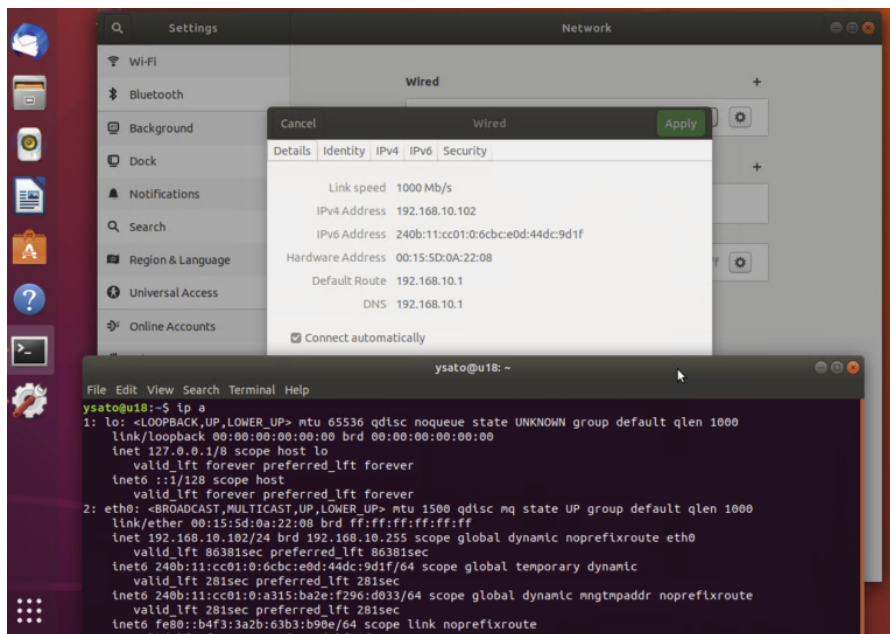 Settings
Network
Wi-Fi
Bluetooth
Background
Dock
Notifications
Search
Region & Language
Universal Access
Online Accounts
Wired
+
+
Cancel
Wired
Apply
Details Identity IPv4 IPv6 Security
Link speed 1000 Mb/s
IPv4 Address 192.168.10.102
IPv6 Address 240b:11:cc01:0:6cbc:e0d:44dc:9d1f
Hardware Address 00:15:5D:0A:22:08
Default Route 192.168.10.1
DNS 192.168.10.1
Connect automatically
ysato@u18: ~
File Edit View Search Terminal Help
ysato@u18:~$ ip a
1: lo: <LOOPBACK,UP,LOWER_UP> mtu 65536 qdisc noqueue state UNKNOWN group default qlen 1000
link/loopback 00:00:00:00:00:00 brd 00:00:00:00:00:00
inet 127.0.0.1/8 scope host lo
valid_lft forever preferred_lft forever
inet6 ::1/128 scope host
valid_lft forever preferred_lft forever
2: eth0: <BROADCAST,MULTICAST,UP,LOWER_UP> mtu 1500 qdisc mq state UP group default qlen 1000
link/ether 00:15:5d:0a:22:08 brd ff:ff:ff:ff:ff:ff
inet 192.168.10.102/24 brd 192.168.10.255 scope global dynamic noprefixroute eth0
valid_lft 86381sec preferred_lft 86381sec
inet6 240b:11:cc01:0:6cbc:e0d:44dc:9d1f/64 scope global temporary dynamic
valid_lft 281sec preferred_lft 281sec
inet6 240b:11:cc01:0:a315:ba2e:f296:d033/64 scope global dynamic mngtmpaddr noprefixroute
valid_lft 281sec preferred_lft 281sec
inet6 fe80::b4f3:3a2b:63b3:b90e/64 scope link noprefixroute